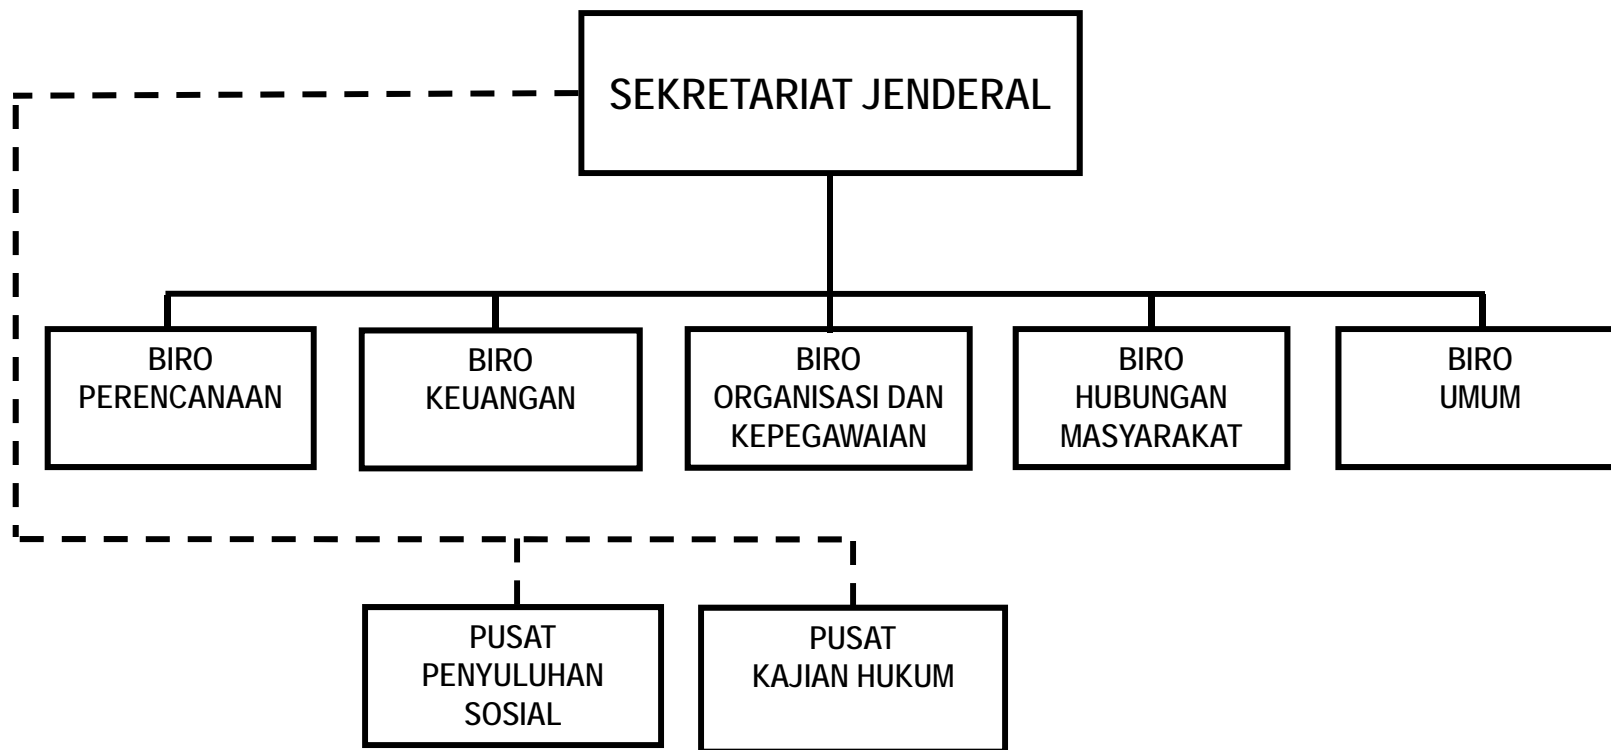 SEKRETARIAT JENDERAL
BIRO
PERENCANAAN
BIRO
KEUANGAN
BIRO
ORGANISASI DAN
KEPEGAWAIAN
BIRO
HUBUNGAN
MASYARAKAT
BIRO
UMUM
PUSAT
PENYULUHAN
SOSIAL
PUSAT
KAJIAN HUKUM